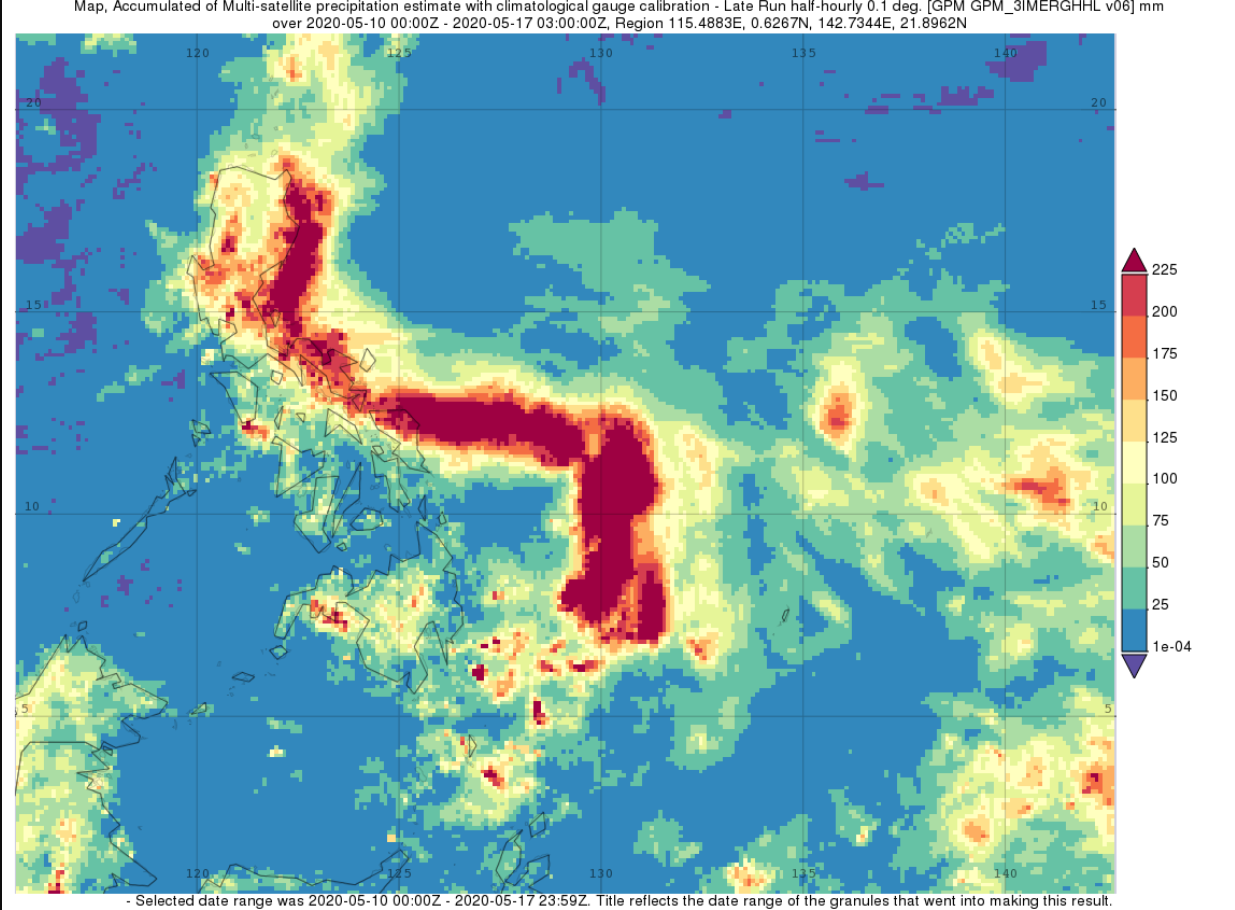 Map, Accumulated of Multi-satellite precipitation estimate with climatological gauge calibration - Late Run half-hourly 0.1 deg. [GPM GPM_3IMERGHHL v06] mm
over 2020-05-10 00:00Z - 2020-05-17 03:00:00Z, Region 115.4883E, 0.6267N, 142.7344E, 21.8962N
120 125 130 135 140
20 20
225
15 15
200
175
150
125
100
10 10
75
50
25
1e-04
5 5
120 125 130 135 140
- Selected date range was 2020-05-10 00:00Z - 2020-05-17 23:59Z. Title reflects the date range of the granules that went into making this result.